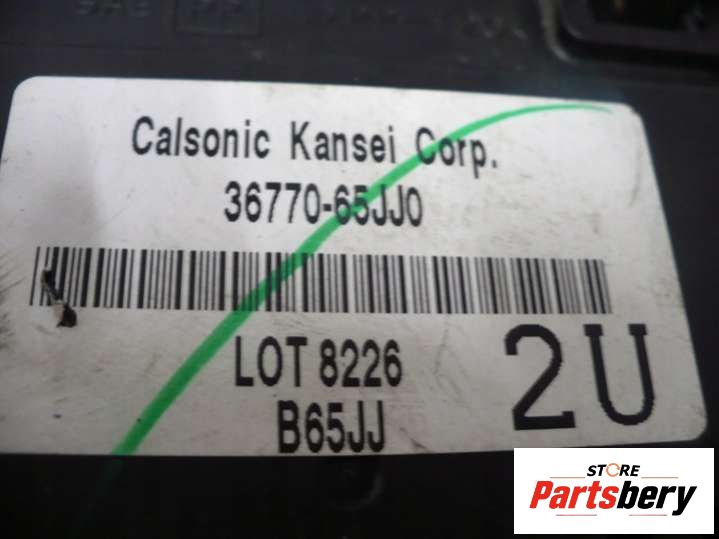 Calsonic Kansei Corp.
36770-65JJ0
LOT 8226
B65JJ
2U
STORE
Partsbery